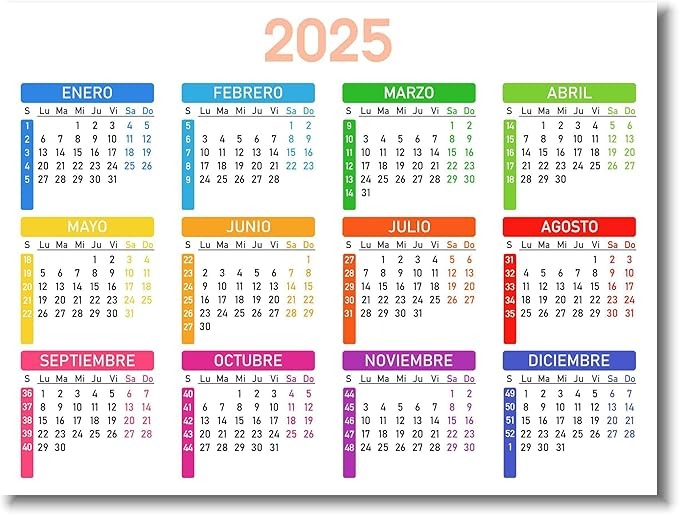 2025
ENERO
S Lu Ma Mi Ju Vi Sa Do
1 1 2 3 4 5
2 6 7 8 9 10 11 12
3 13 14 15 16 17 18 19
4 20 21 22 23 24 25 26
5 27 28 29 30 31
FEBRERO
S Lu Ma Mi Ju Vi Sa Do
5 1 2
6 3 4 5 6 7 8 9
7 10 11 12 13 14 15 16
8 17 18 19 20 21 22 23
9 24 25 26 27 28
MARZO
S Lu Ma Mi Ju Vi Sa Do
9 1 2
10 3 4 5 6 7 8 9
11 10 11 12 13 14 15 16
12 17 18 19 20 21 22 23
13 24 25 26 27 28 29 30
14 31
ABRIL
S Lu Ma Mi Ju Vi Sa Do
14 1 2 3 4 5 6
15 7 8 9 10 11 12 13
16 14 15 16 17 18 19 20
17 21 22 23 24 25 26 27
18 28 29 30
MAYO
S Lu Ma Mi Ju Vi Sa Do
18 1 2 3 4
19 5 6 7 8 9 10 11
20 12 13 14 15 16 17 18
21 19 20 21 22 23 24 25
22 26 27 28 29 30 31
JUNIO
S Lu Ma Mi Ju Vi Sa Do
22 1
23 2 3 4 5 6 7 8
24 9 10 11 12 13 14 15
25 16 17 18 19 20 21 22
26 23 24 25 26 27 28 29
27 30
JULIO
S Lu Ma Mi Ju Vi Sa Do
27 1 2 3 4 5 6
28 7 8 9 10 11 12 13
29 14 15 16 17 18 19 20
30 21 22 23 24 25 26 27
31 28 29 30 31
AGOSTO
S Lu Ma Mi Ju Vi Sa Do
31 1 2 3
32 4 5 6 7 8 9 10
33 11 12 13 14 15 16 17
34 18 19 20 21 22 23 24
35 25 26 27 28 29 30 31
SEPTIEMBRE
S Lu Ma Mi Ju Vi Sa Do
36 1 2 3 4 5 6 7
37 8 9 10 11 12 13 14
38 15 16 17 18 19 20 21
39 22 23 24 25 26 27 28
40 29 30
OCTUBRE
S Lu Ma Mi Ju Vi Sa Do
40 1 2 3 4 5
41 6 7 8 9 10 11 12
42 13 14 15 16 17 18 19
43 20 21 22 23 24 25 26
44 27 28 29 30 31
NOVIEMBRE
S Lu Ma Mi Ju Vi Sa Do
44 1 2
45 3 4 5 6 7 8 9
46 10 11 12 13 14 15 16
47 17 18 19 20 21 22 23
48 24 25 26 27 28 29 30
DICIEMBRE
S Lu Ma Mi Ju Vi Sa Do
49 1 2 3 4 5 6 7
50 8 9 10 11 12 13 14
51 15 16 17 18 19 20 21
52 22 23 24 25 26 27 28
1 29 30 31